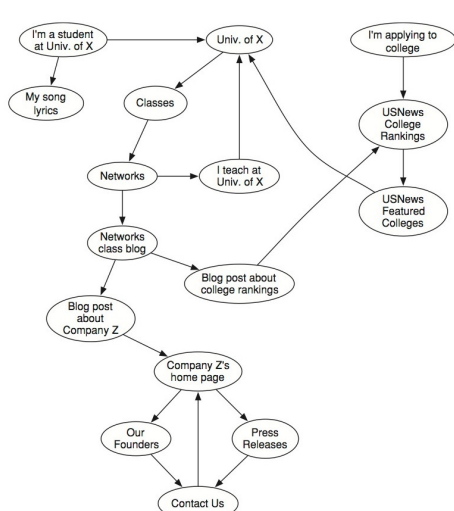 I'm a student
at Univ. of X
Univ. of X
I'm applying to
college
My song
lyrics
Classes
USNews
College
Rankings
Networks
I teach at
Univ. of X
USNews
Featured
Colleges
Networks
class blog
Blog post about
college rankings
Blog post
about
Company Z
Company Z's
home page
Our
Founders
Press
Releases
Contact Us